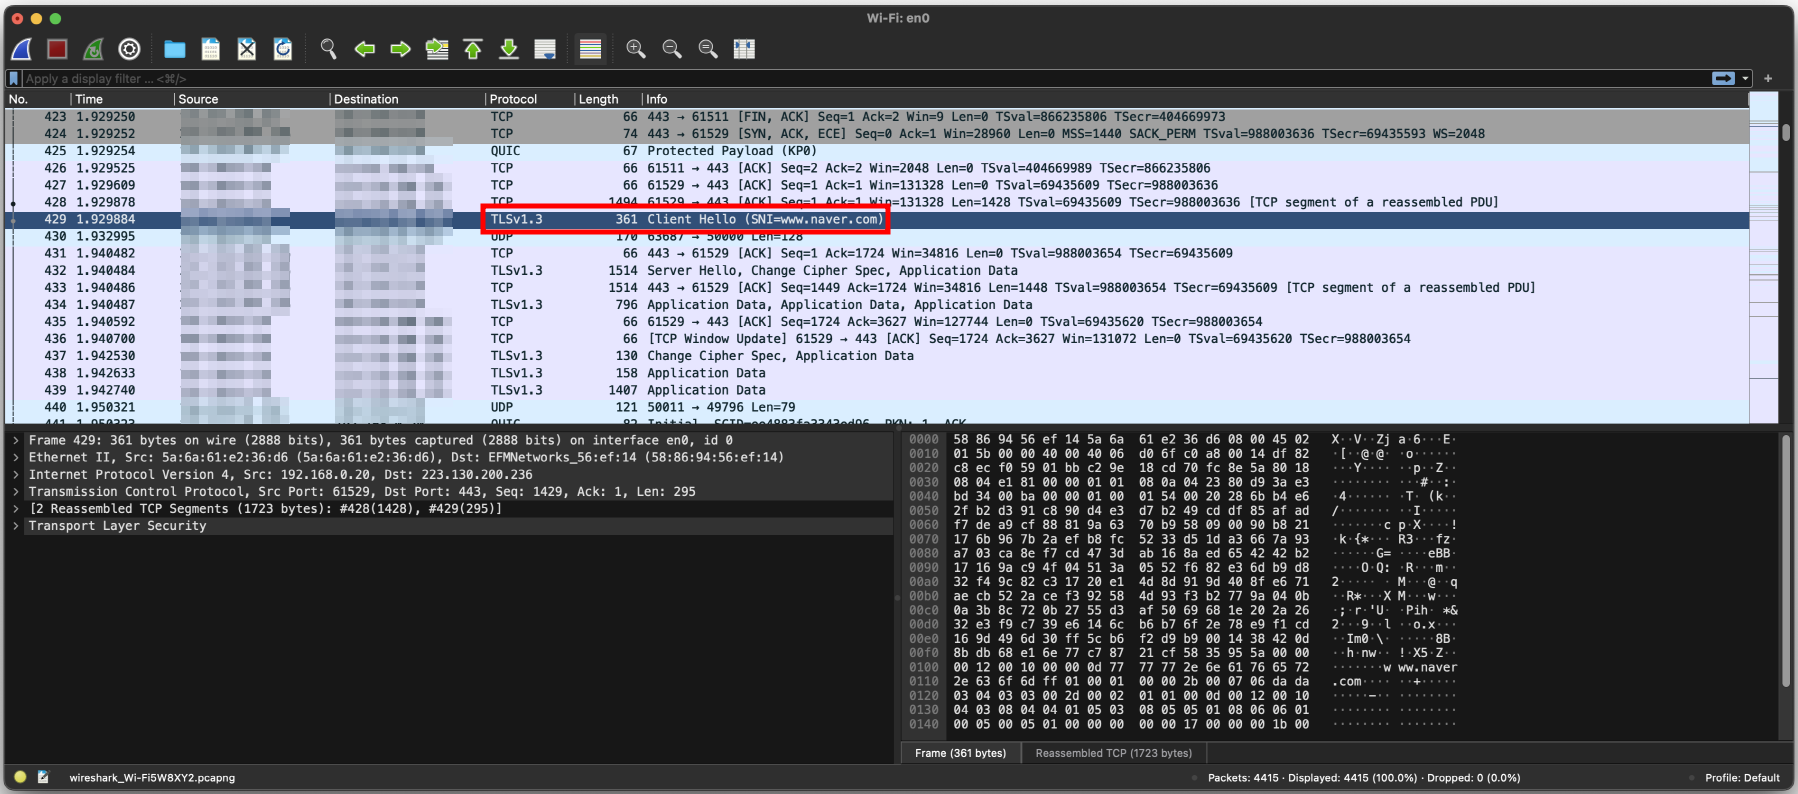 Wi-Fi: en0
Apply a display filter ... <⌘/>
No. Time Source Destination Protocol Length Info
423 1.929250 TCP 66 443 → 61511 [FIN, ACK] Seq=1 Ack=2 Win=9 Len=0 TSval=866235806 TSecr=404669973
424 1.929252 TCP 74 443 → 61529 [SYN, ACK, ECE] Seq=0 Ack=1 Win=28960 Len=0 MSS=1440 SACK_PERM TSval=988003636 TSecr=69435593 WS=2048
425 1.929254 QUIC 67 Protected Payload (KP0)
426 1.929525 TCP 66 61511 → 443 [ACK] Seq=2 Ack=2 Win=2048 Len=0 TSval=404669989 TSecr=866235806
427 1.929609 TCP 66 61529 → 443 [ACK] Seq=1 Ack=1 Win=131328 Len=0 TSval=69435609 TSecr=988003636
428 1.929878 TCP 1494 61529 → 443 [ACK] Seq=1 Ack=1 Win=131328 Len=1428 TSval=69435609 TSecr=988003636 [TCP segment of a reassembled PDU]
429 1.929884 TLSv1.3 361 Client Hello (SNI=www.naver.com)
430 1.932995 UDP 170 63687 → 50000 Len=128
431 1.940482 TCP 66 443 → 61529 [ACK] Seq=1 Ack=1724 Win=34816 Len=0 TSval=988003654 TSecr=69435609
432 1.940484 TLSv1.3 1514 Server Hello, Change Cipher Spec, Application Data
433 1.940486 TCP 1514 443 → 61529 [ACK] Seq=1449 Ack=1724 Win=34816 Len=1448 TSval=988003654 TSecr=69435609 [TCP segment of a reassembled PDU]
434 1.940487 TLSv1.3 796 Application Data, Application Data, Application Data
435 1.940592 TCP 66 61529 → 443 [ACK] Seq=1724 Ack=3627 Win=127744 Len=0 TSval=69435620 TSecr=988003654
436 1.940700 TCP 66 [TCP Window Update] 61529 → 443 [ACK] Seq=1724 Ack=3627 Win=131072 Len=0 TSval=69435620 TSecr=988003654
437 1.942530 TLSv1.3 130 Change Cipher Spec, Application Data
438 1.942633 TLSv1.3 158 Application Data
439 1.942740 TLSv1.3 1407 Application Data
440 1.950321 UDP 121 50011 → 49796 Len=79
Frame 429: 361 bytes on wire (2888 bits), 361 bytes captured (2888 bits) on interface en0, id 0
Ethernet II, Src: 5a:6a:61:e2:36:d6 (5a:6a:61:e2:36:d6), Dst: EFMNetworks_56:ef:14 (58:86:94:56:ef:14)
Internet Protocol Version 4, Src: 192.168.0.20, Dst: 223.130.200.236
Transmission Control Protocol, Src Port: 61529, Dst Port: 443, Seq: 1429, Ack: 1, Len: 295
[2 Reassembled TCP Segments (1723 bytes): #428(1428), #429(295)]
Transport Layer Security
0000 58 86 94 56 ef 14 5a 6a 61 e2 36 d6 08 00 45 02 X··V··Zj a·6···E·
0010 01 5b 00 00 40 00 40 06 d0 6f c0 a8 00 14 df 82 ·[··@·@· ·o······
0020 c8 ec f0 59 01 bb c2 9e 18 cd 70 fc 8e 5a 80 18 ···Y···· ··p··Z··
0030 08 04 e1 81 00 00 01 01 08 0a 04 23 80 d9 3a e3 ········ ···#··:·
0040 bd 34 00 ba 00 00 01 00 01 54 00 20 28 6b b4 e6 ·4······ ·T· (k··
0050 2f b2 d3 91 c8 90 d4 e3 d7 b2 49 cd df 85 af ad /······· ··I·····
0060 f7 de a9 cf 88 81 9a 63 70 b9 58 09 00 90 b8 21 ·······c p·X····!
0070 17 6b 96 7b 2a ef b8 fc 52 33 d5 1d a3 66 7a 93 ·k·{*··· R3···fz·
0080 a7 03 ca 8e f7 cd 47 3d ab 16 8a ed 65 42 42 b2 ······G= ····eBB·
0090 17 16 9a c9 4f 04 51 3a 05 52 f6 82 e3 6d b9 d8 ····O·Q: ·R···m··
00a0 32 f4 9c 82 c3 17 20 e1 4d 8d 91 9d 40 8f e6 71 2····· · M···@··q
00b0 ae cb 52 2a ce f3 92 58 4d 93 f3 b2 77 9a 04 0b ··R*···X M···w···
00c0 0a 3b 8c 72 0b 27 55 d3 af 50 69 68 1e 20 2a 26 ·;·r·'U· ·Pih· *&
00d0 32 e3 f9 c7 39 e6 14 6c b6 b7 6f 2e 78 e9 f1 cd 2···9··l ··o.x···
00e0 16 9d 49 6d 30 ff 5c b6 f2 d9 b9 00 14 38 42 0d ··Im0·\· ·····8B·
00f0 8b db 68 e1 6e 77 c7 87 21 cf 58 35 95 5a 00 00 ··h·nw·· !·X5·Z··
0100 00 12 00 10 00 00 0d 77 77 77 2e 6e 61 76 65 72 ·······w ww.naver
0110 2e 63 6f 6d ff 01 00 01 00 00 2b 00 07 06 da da .com···· ··+·····
0120 03 04 03 03 00 2d 00 02 01 01 00 0d 00 12 00 10 ·····-·· ········
0130 04 03 08 04 04 01 05 03 08 05 05 01 08 06 06 01 ········ ········
0140 00 05 00 05 01 00 00 00 00 00 17 00 00 00 1b 00 ········ ········
Frame (361 bytes) Reassembled TCP (1723 bytes)
wireshark_Wi-Fi5W8XY2.pcapng Packets: 4415 · Displayed: 4415 (100.0%) · Dropped: 0 (0.0%) Profile: Default